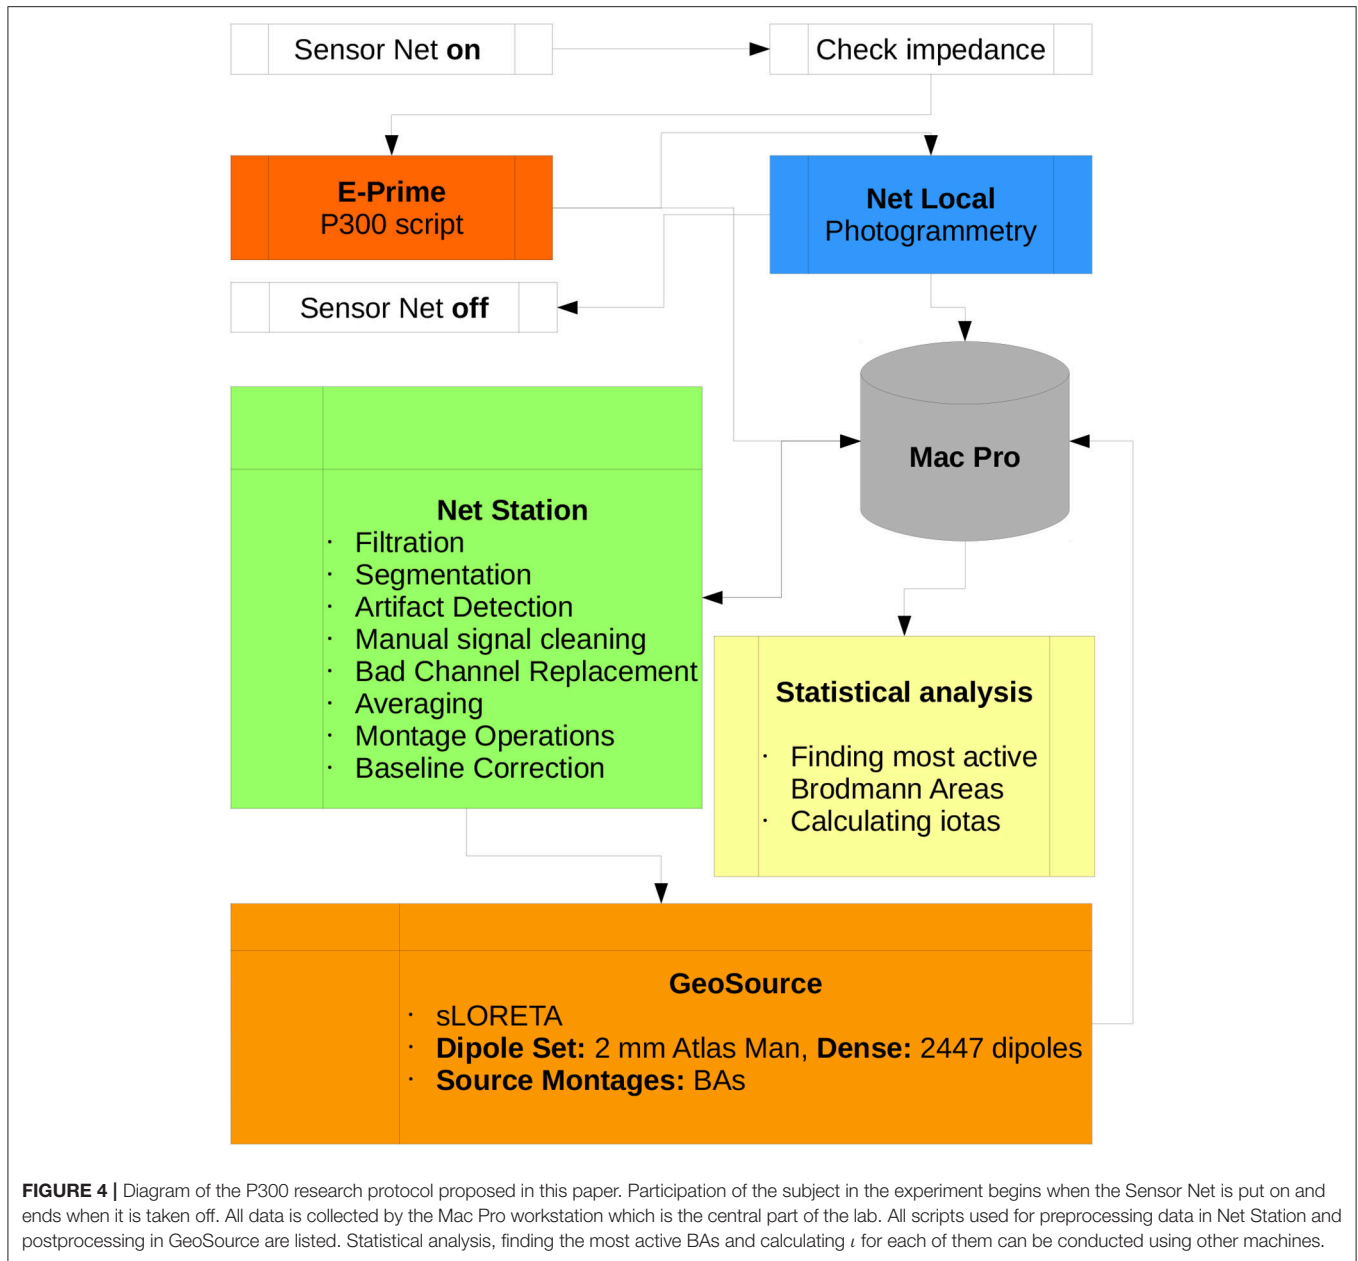 Sensor Net on
Check impedance
E-Prime
P300 script
Net Local
Photogrammetry
Sensor Net off
Mac Pro
Net Station
· Filtration
· Segmentation
· Artifact Detection
· Manual signal cleaning
· Bad Channel Replacement
· Averaging
· Montage Operations
· Baseline Correction
Statistical analysis
· Finding most active
Brodmann Areas
· Calculating iotas
GeoSource
· sLORETA
· Dipole Set: 2 mm Atlas Man, Dense: 2447 dipoles
· Source Montages: BAs
FIGURE 4 | Diagram of the P300 research protocol proposed in this paper. Participation of the subject in the experiment begins when the Sensor Net is put on and
ends when it is taken off. All data is collected by the Mac Pro workstation which is the central part of the lab. All scripts used for preprocessing data in Net Station and
postprocessing in GeoSource are listed. Statistical analysis, finding the most active BAs and calculating ι for each of them can be conducted using other machines.